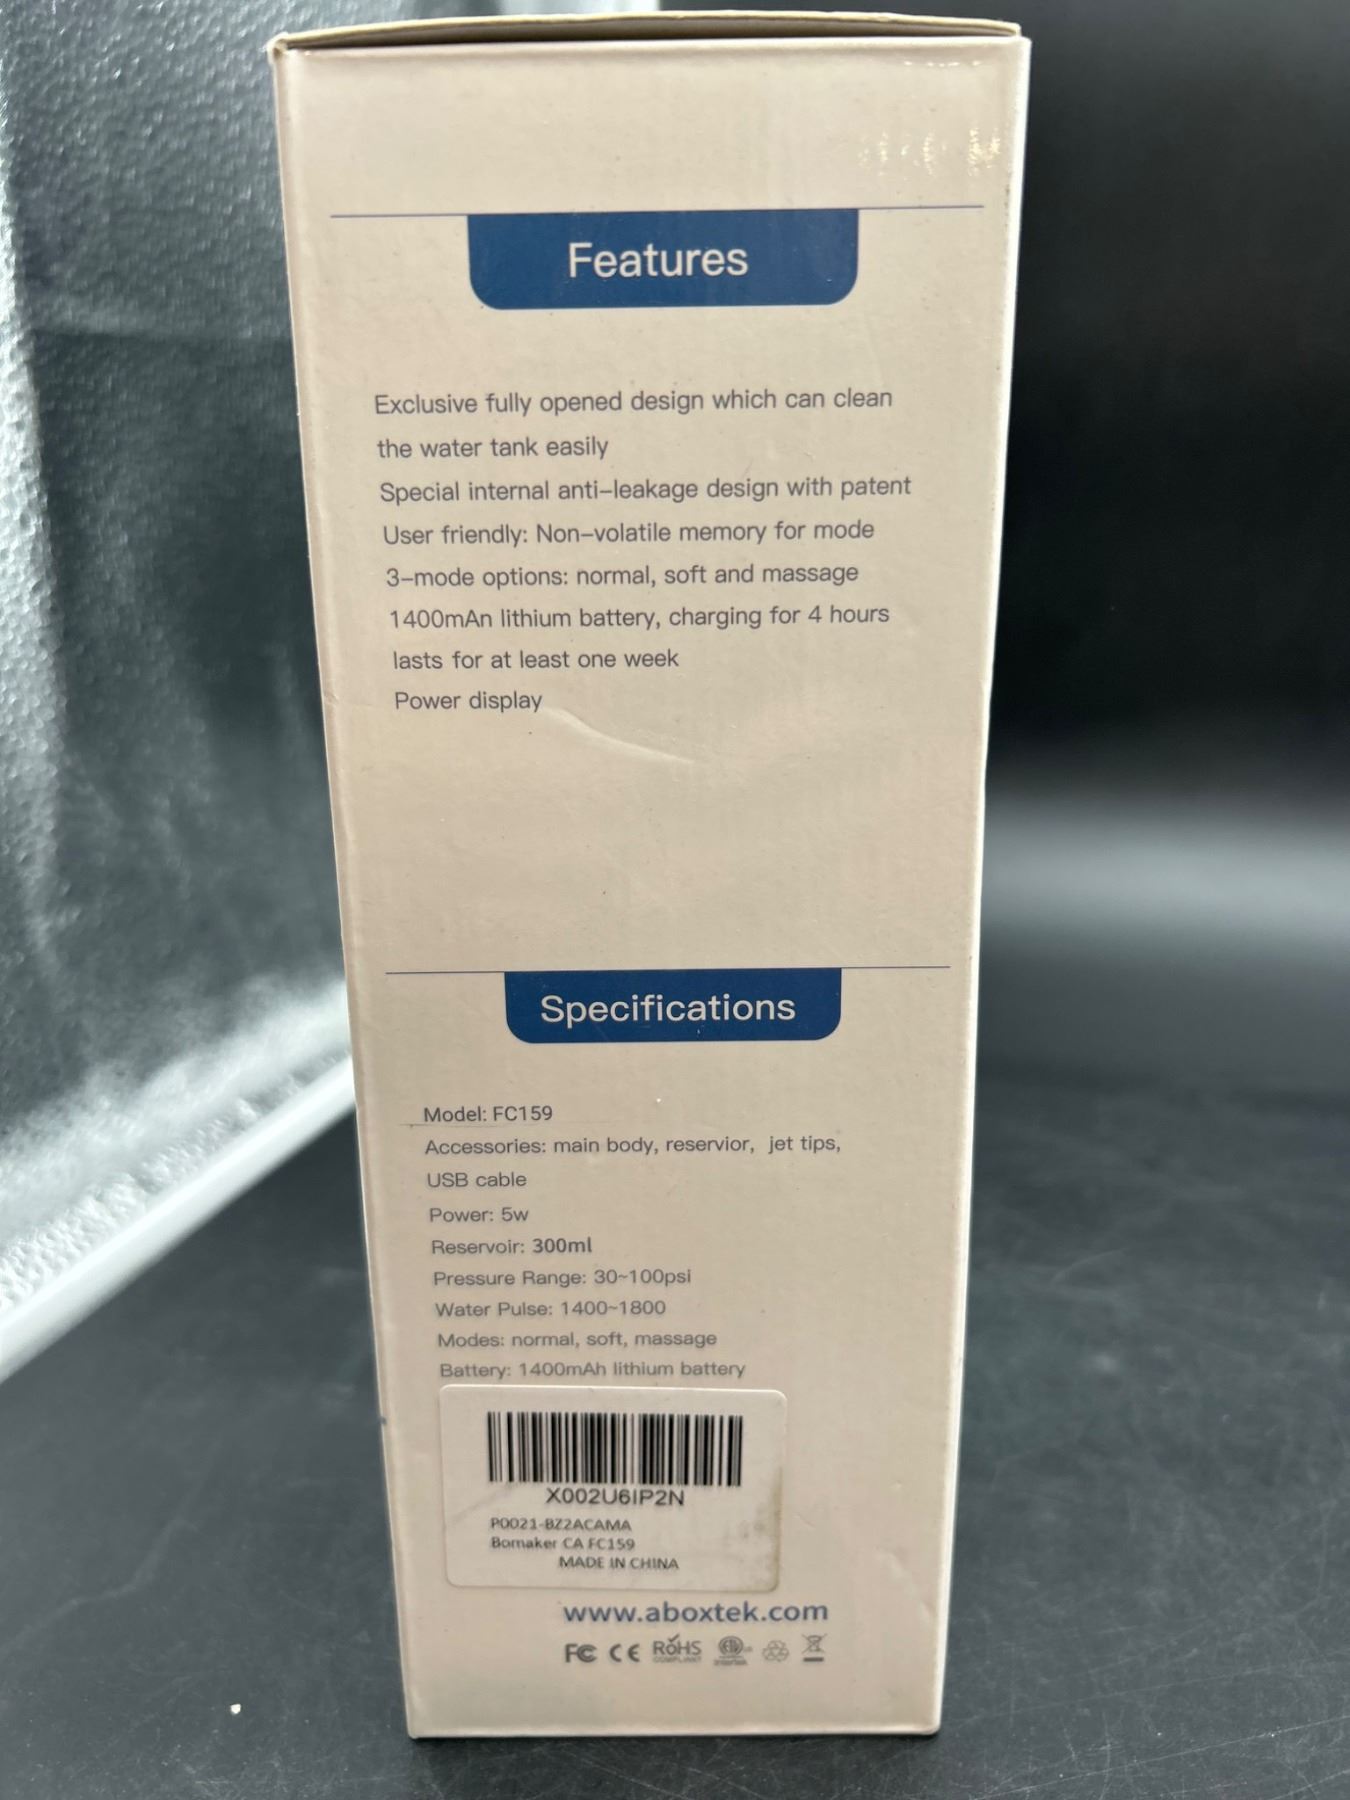 Features
Exclusive fully opened design which can clean
the water tank easily
Special internal anti-leakage design with patent
User friendly: Non-volatile memory for mode
3-mode options: normal, soft and massage
1400mAn lithium battery, charging for 4 hours
lasts for at least one week
Power display
Specifications
Model: FC159
Accessories: main body, reservior, jet tips,
USB cable
Power: 5w
Reservoir: 300ml
Pressure Range: 30~100psi
Water Pulse: 1400~1800
Modes: normal, soft, massage
Battery: 1400mAh lithium battery
X002U6IP2N
P0021-BZ2ACAMA
Bomaker CA FC159
MADE IN CHINA
www.aboxtek.com
FC CE RoHS
COMPLIANT Intertek